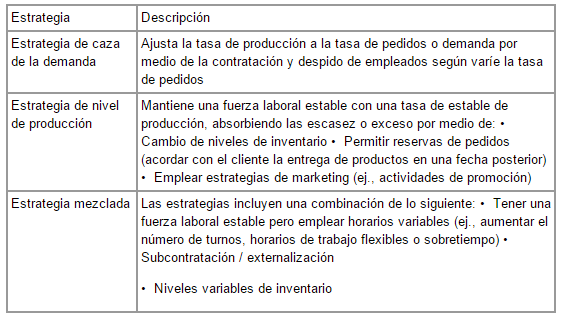 Estrategia
Descripción
Estrategia de caza
de la demanda
Ajusta la tasa de producción a la tasa de pedidos o demanda por
medio de la contratación y despido de empleados según varíe la tasa
de pedidos
Estrategia de nivel
de producción
Mantiene una fuerza laboral estable con una tasa de estable de
producción, absorbiendo las escasez o exceso por medio de: •
Cambio de niveles de inventario • Permitir reservas de pedidos
(acordar con el cliente la entrega de productos en una fecha posterior)
• Emplear estrategias de marketing (ej., actividades de promoción)
Estrategia mezclada
Las estrategias incluyen una combinación de lo siguiente: • Tener una
fuerza laboral estable pero emplear horarios variables (ej., aumentar el
número de turnos, horarios de trabajo flexibles o sobretiempo) •
Subcontratación / externalización
• Niveles variables de inventario